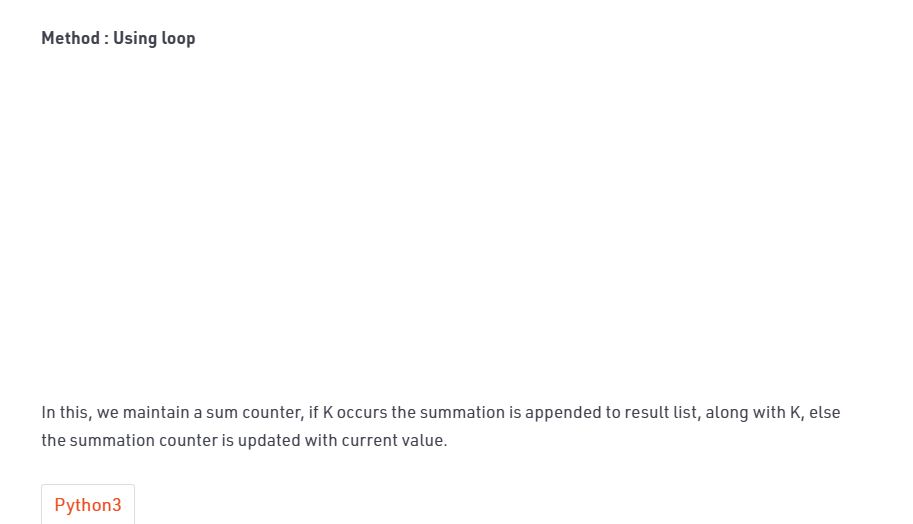 Method : Using loop
In this, we maintain a sum counter, if K occurs the summation is appended to result list, along with K, else
the summation counter is updated with current value.
Python3